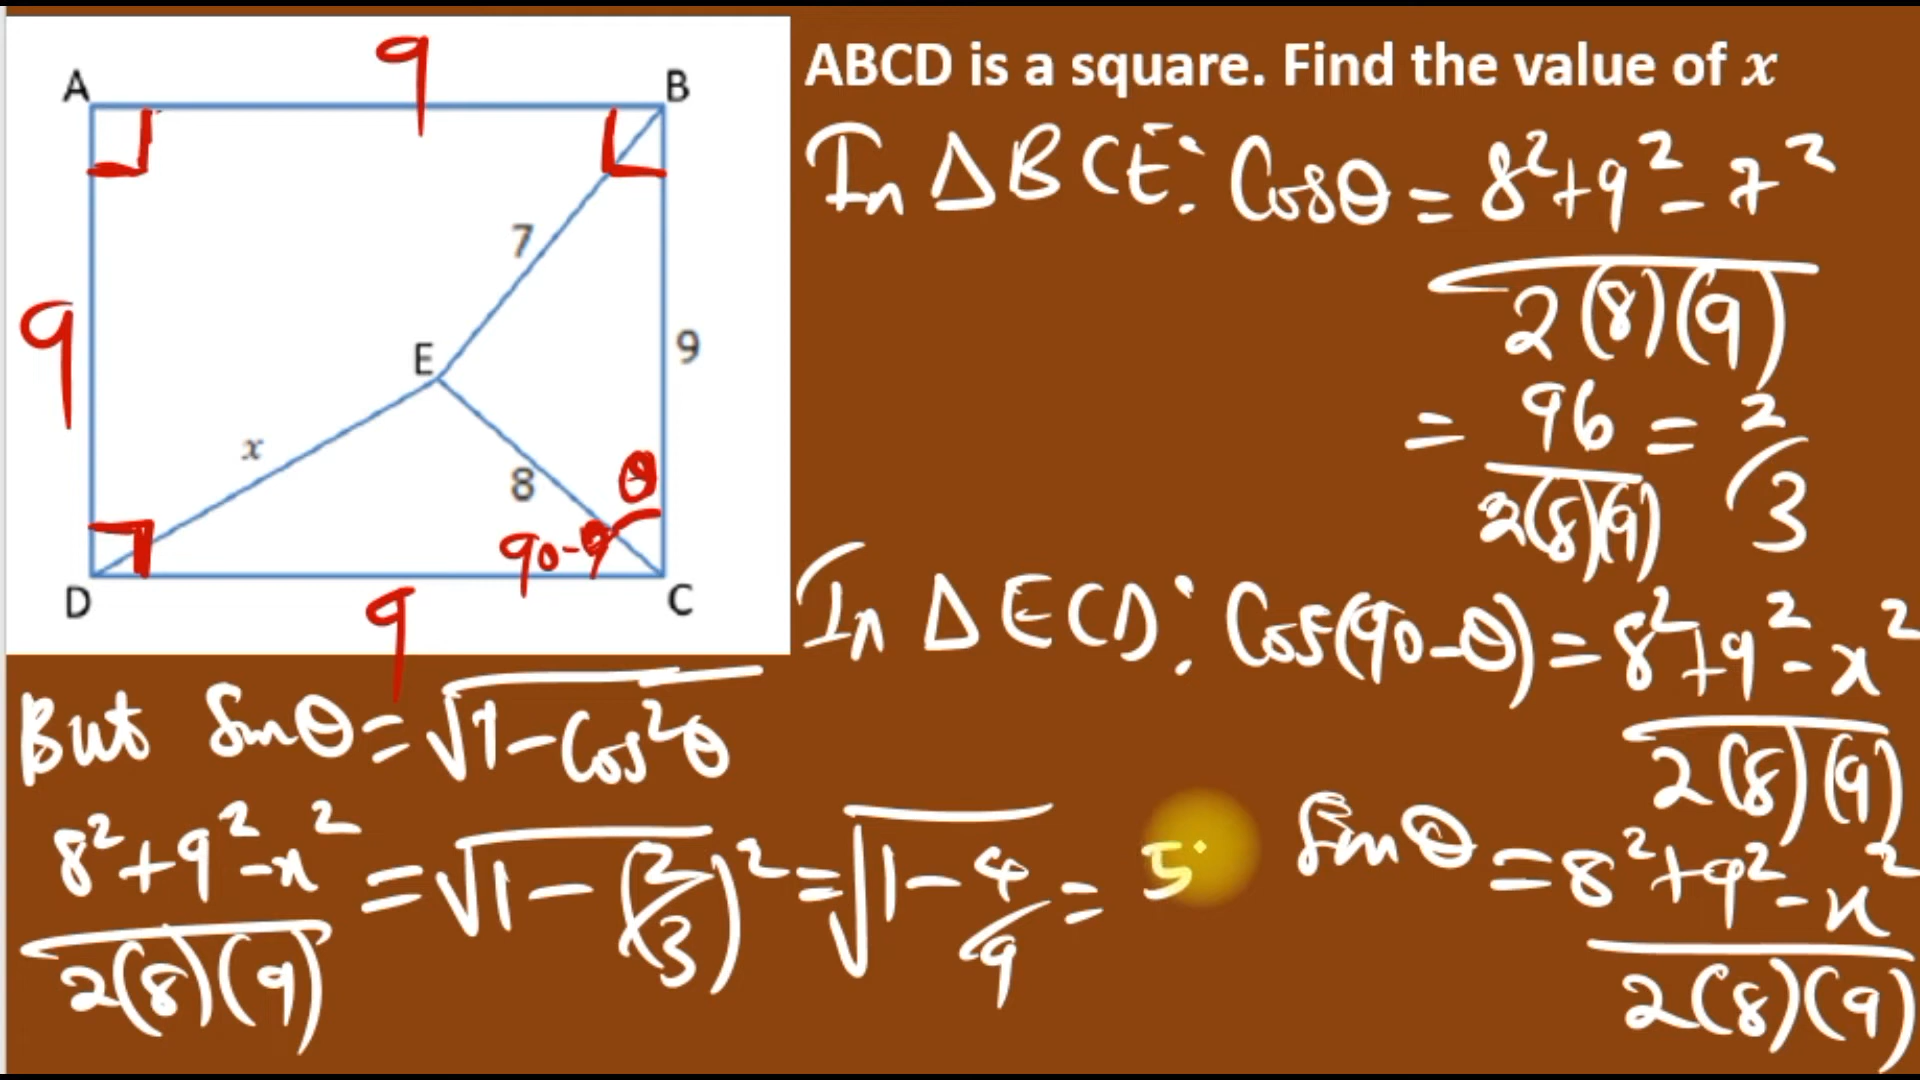 ABCD is a square. Find the value of x
A
9
B
7
E
9
9
x
8
θ
90-θ
D
9
C
In ΔBCE: Cosθ = 8²+9²-7²
2(8)(9)
= 96 = 2
2(8)(9) 3
In ΔECD: Cos(90-θ) = 8²+9²-x²
2(8)(9)
Sinθ = 8²+9²-x²
2(8)(9)
But Sinθ = √1-Cos²θ
8²+9²-x² = √1-(2/3)² = √1-4/9 = 5
2(8)(9)